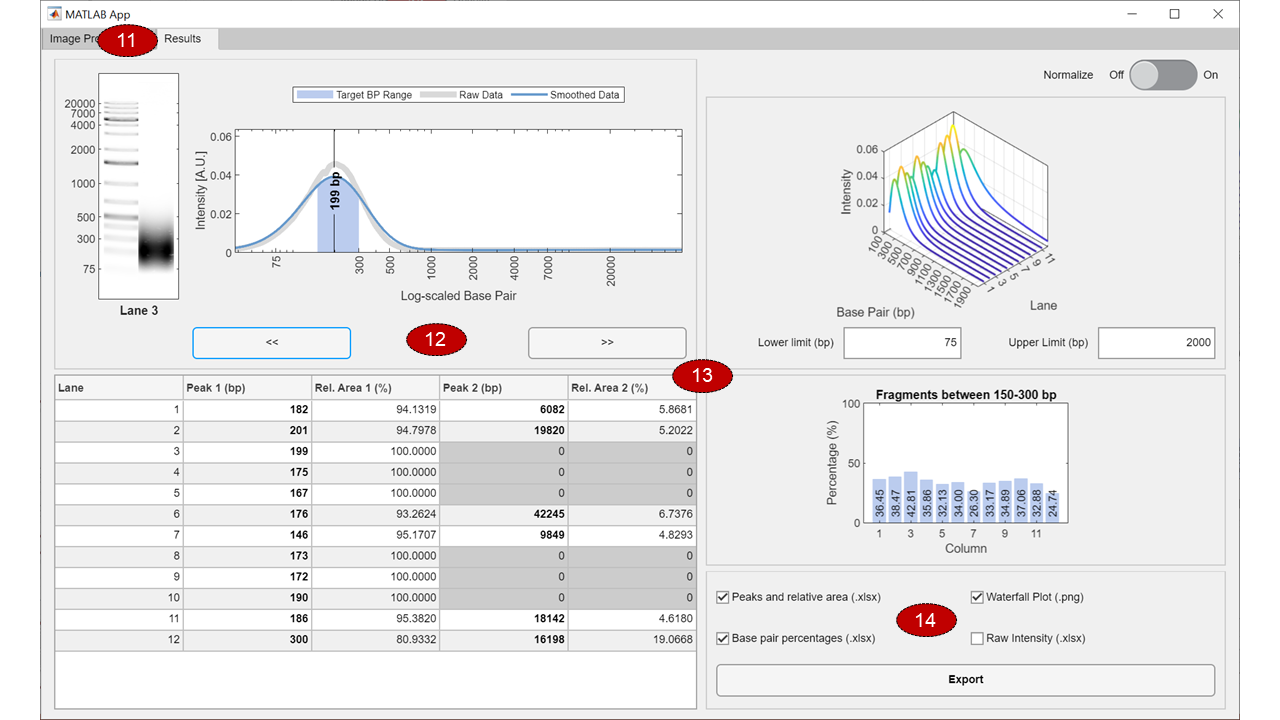 MATLAB App
Image Pr
11
Results
20000
7000
4000
2000
1000
500
300
75
Lane 3
Target BP Range
Raw Data
Smoothed Data
Intensity [A.U.]
0.06
0.04
0.02
0
199 bp
75
300
500
1000
2000
4000
7000
20000
Log-scaled Base Pair
<<
12
>>
Normalize
Off
On
Intensity
0.06
0.04
0.02
0
100
300
500
700
900
1100
1300
1500
1700
1900
1
3
5
7
9
11
Base Pair (bp)
Lane
Lower limit (bp)
75
Upper Limit (bp)
2000
13
Lane Peak 1 (bp) Rel. Area 1 (%) Peak 2 (bp) Rel. Area 2 (%)
1 182 94.1319 6082 5.8681
2 201 94.7978 19820 5.2022
3 199 100.0000 0 0
4 175 100.0000 0 0
5 167 100.0000 0 0
6 176 93.2624 42245 6.7376
7 146 95.1707 9849 4.8293
8 173 100.0000 0 0
9 172 100.0000 0 0
10 190 100.0000 0 0
11 186 95.3820 18142 4.6180
12 300 80.9332 16198 19.0668
Fragments between 150-300 bp
Percentage (%)
100
50
0
36.45
38.47
42.81
35.86
32.13
34.00
26.30
33.17
34.89
37.06
32.88
24.74
1 3 5 7 9 11
Column
Peaks and relative area (.xlsx)
Waterfall Plot (.png)
14
Base pair percentages (.xlsx)
Raw Intensity (.xlsx)
Export